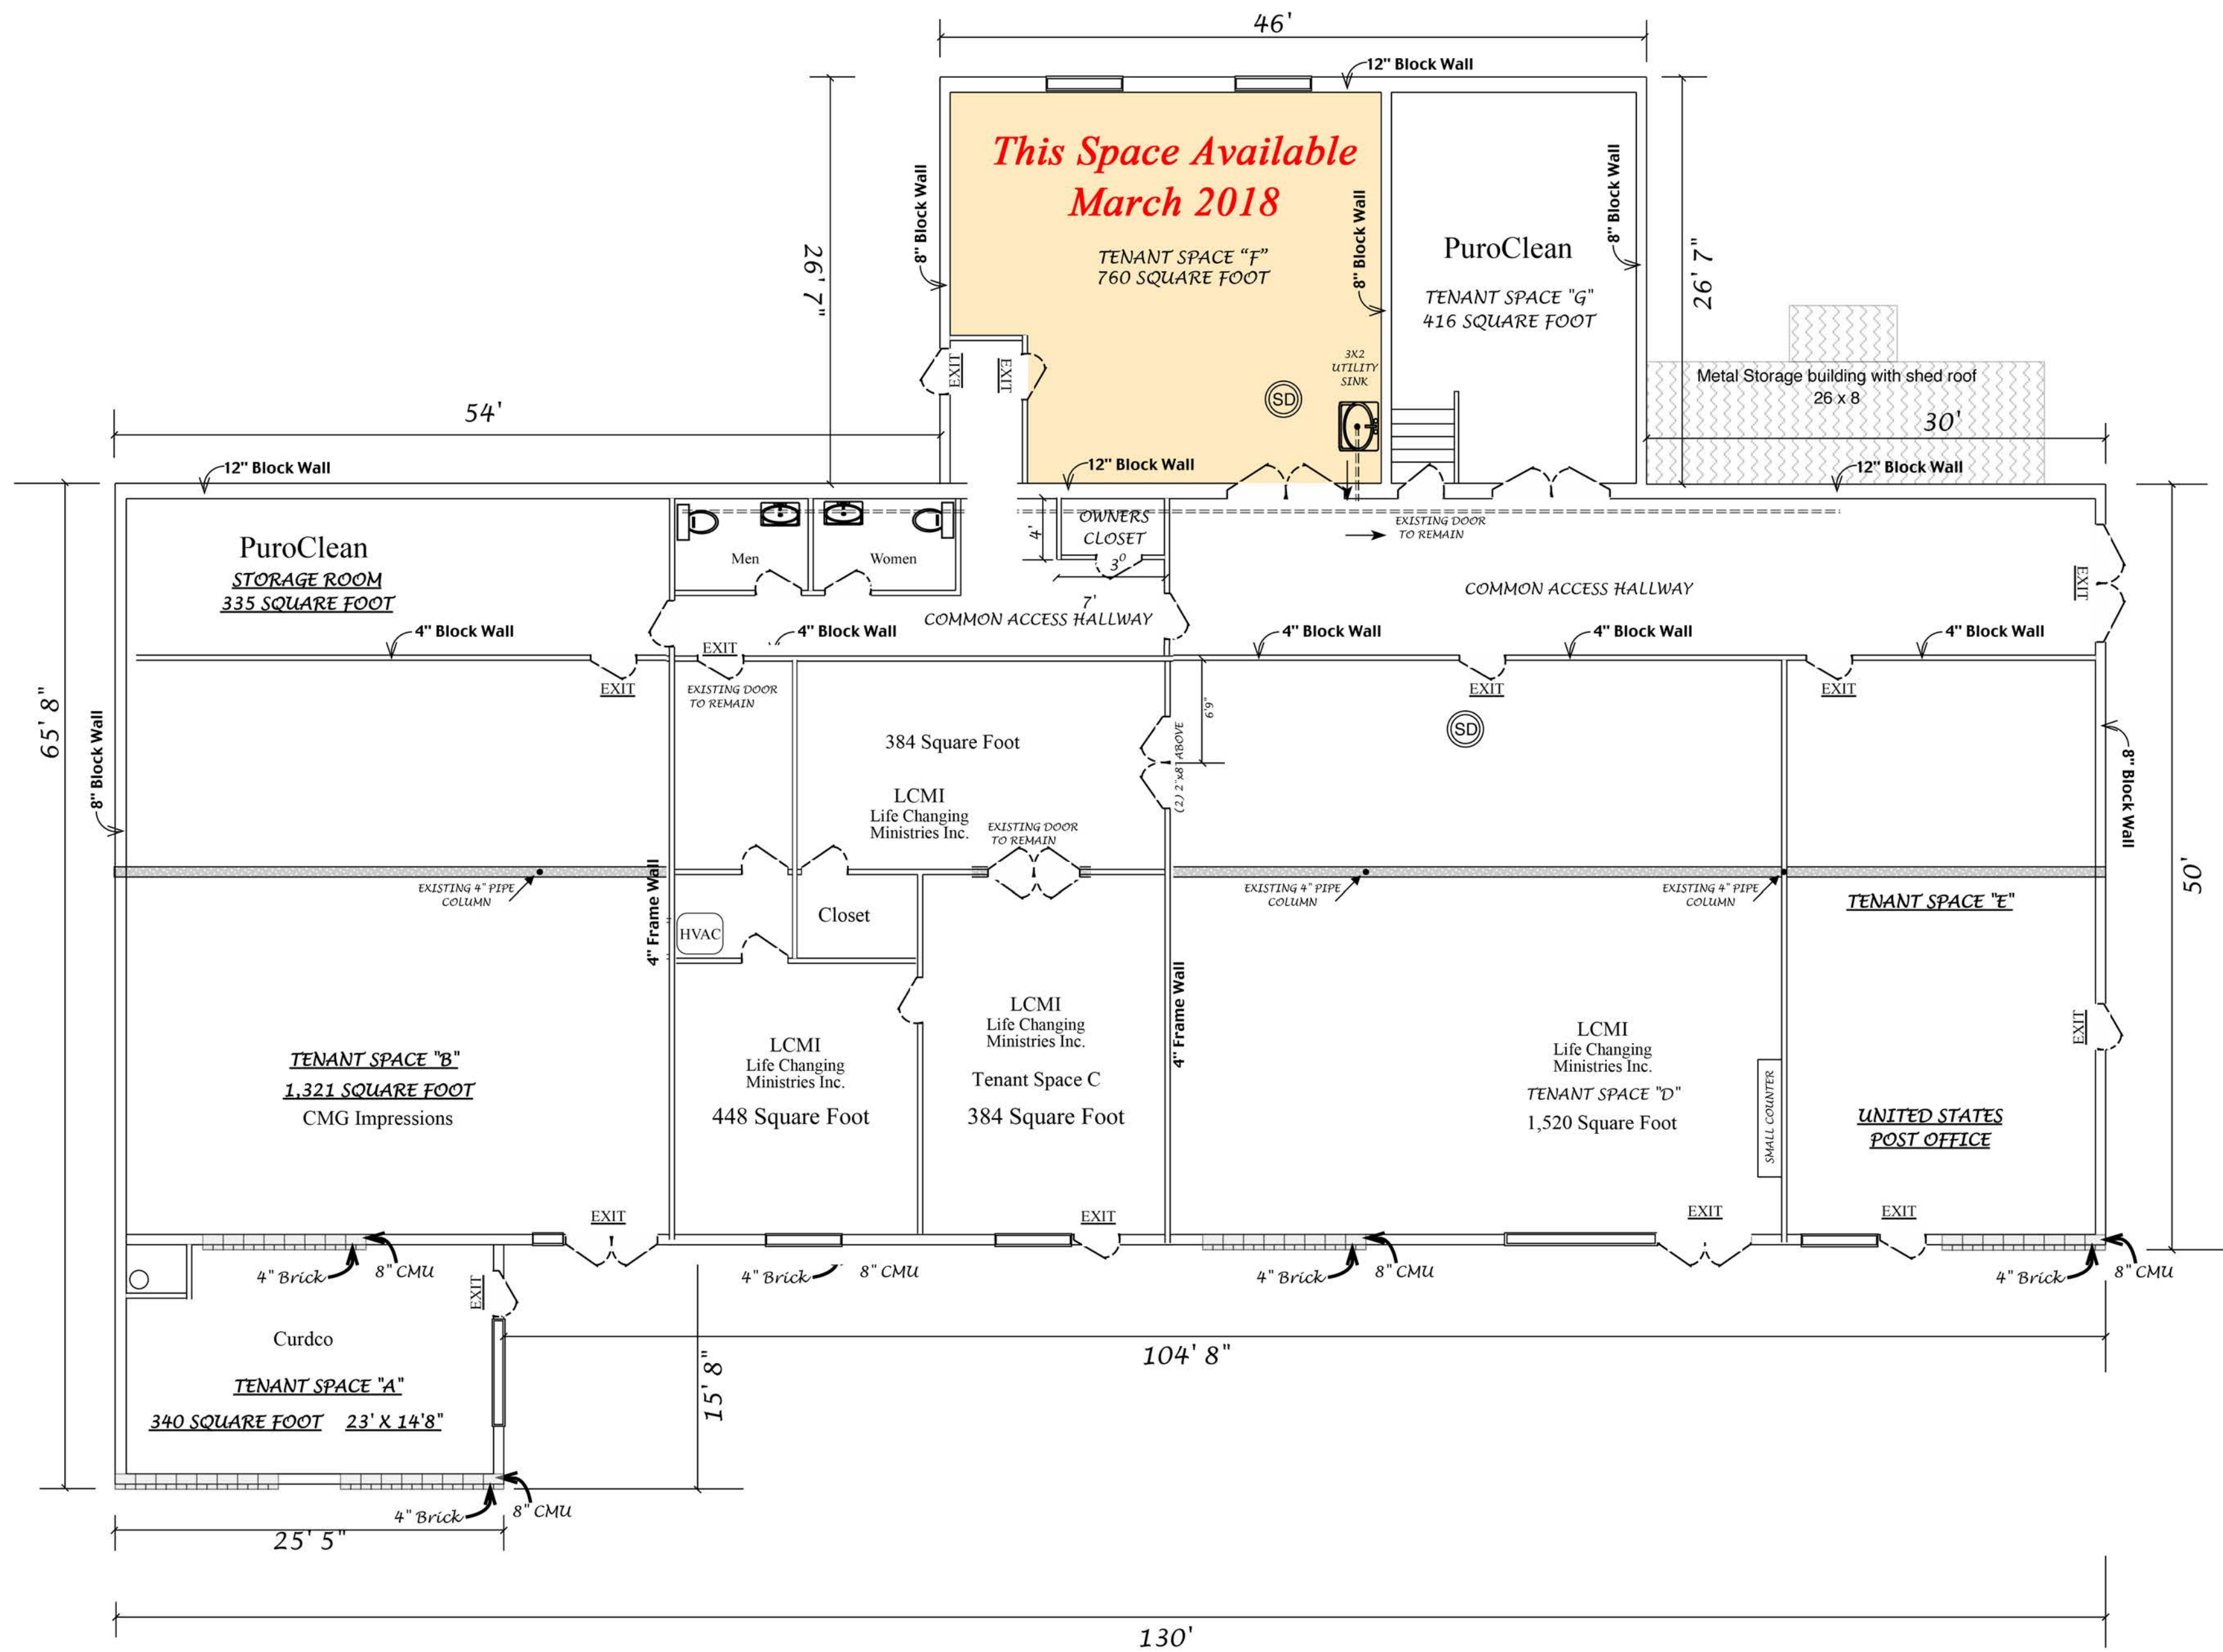 46'
12" Block Wall
This Space Available
March 2018
8" Block Wall
8" Block Wall
8" Block Wall
26' 7"
26' 7"
TENANT SPACE “F”
760 SQUARE FOOT
PuroClean
TENANT SPACE "G"
416 SQUARE FOOT
EXIT
EXIT
3X2
UTILITY
SINK
SD
Metal Storage building with shed roof
26 x 8
54'
30'
12" Block Wall
12" Block Wall
12" Block Wall
PuroClean
STORAGE ROOM
335 SQUARE FOOT
Men
Women
4'
OWNERS
CLOSET
3⁰
7'
EXISTING DOOR
TO REMAIN
COMMON ACCESS HALLWAY
COMMON ACCESS HALLWAY
EXIT
4" Block Wall
4" Block Wall
4" Block Wall
4" Block Wall
4" Block Wall
EXIT
EXIT
EXISTING DOOR
TO REMAIN
EXIT
EXIT
65' 8"
8" Block Wall
384 Square Foot
LCMI
Life Changing
Ministries Inc.
EXISTING DOOR
TO REMAIN
6'9"
(2) 2"x8" ABOVE
SD
8" Block Wall
50'
EXISTING 4" PIPE
COLUMN
4" Frame Wall
HVAC
Closet
EXISTING 4" PIPE
COLUMN
EXISTING 4" PIPE
COLUMN
TENANT SPACE "E"
4" Frame Wall
TENANT SPACE "B"
1,321 SQUARE FOOT
CMG Impressions
LCMI
Life Changing
Ministries Inc.
448 Square Foot
LCMI
Life Changing
Ministries Inc.
Tenant Space C
384 Square Foot
LCMI
Life Changing
Ministries Inc.
TENANT SPACE "D"
1,520 Square Foot
SMALL COUNTER
EXIT
UNITED STATES
POST OFFICE
EXIT
EXIT
EXIT
EXIT
4" Brick
8" CMU
4" Brick
8" CMU
4" Brick
8" CMU
4" Brick
8" CMU
EXIT
Curdco
TENANT SPACE "A"
340 SQUARE FOOT 23' X 14'8"
15' 8"
104' 8"
4" Brick
8" CMU
25' 5"
130'